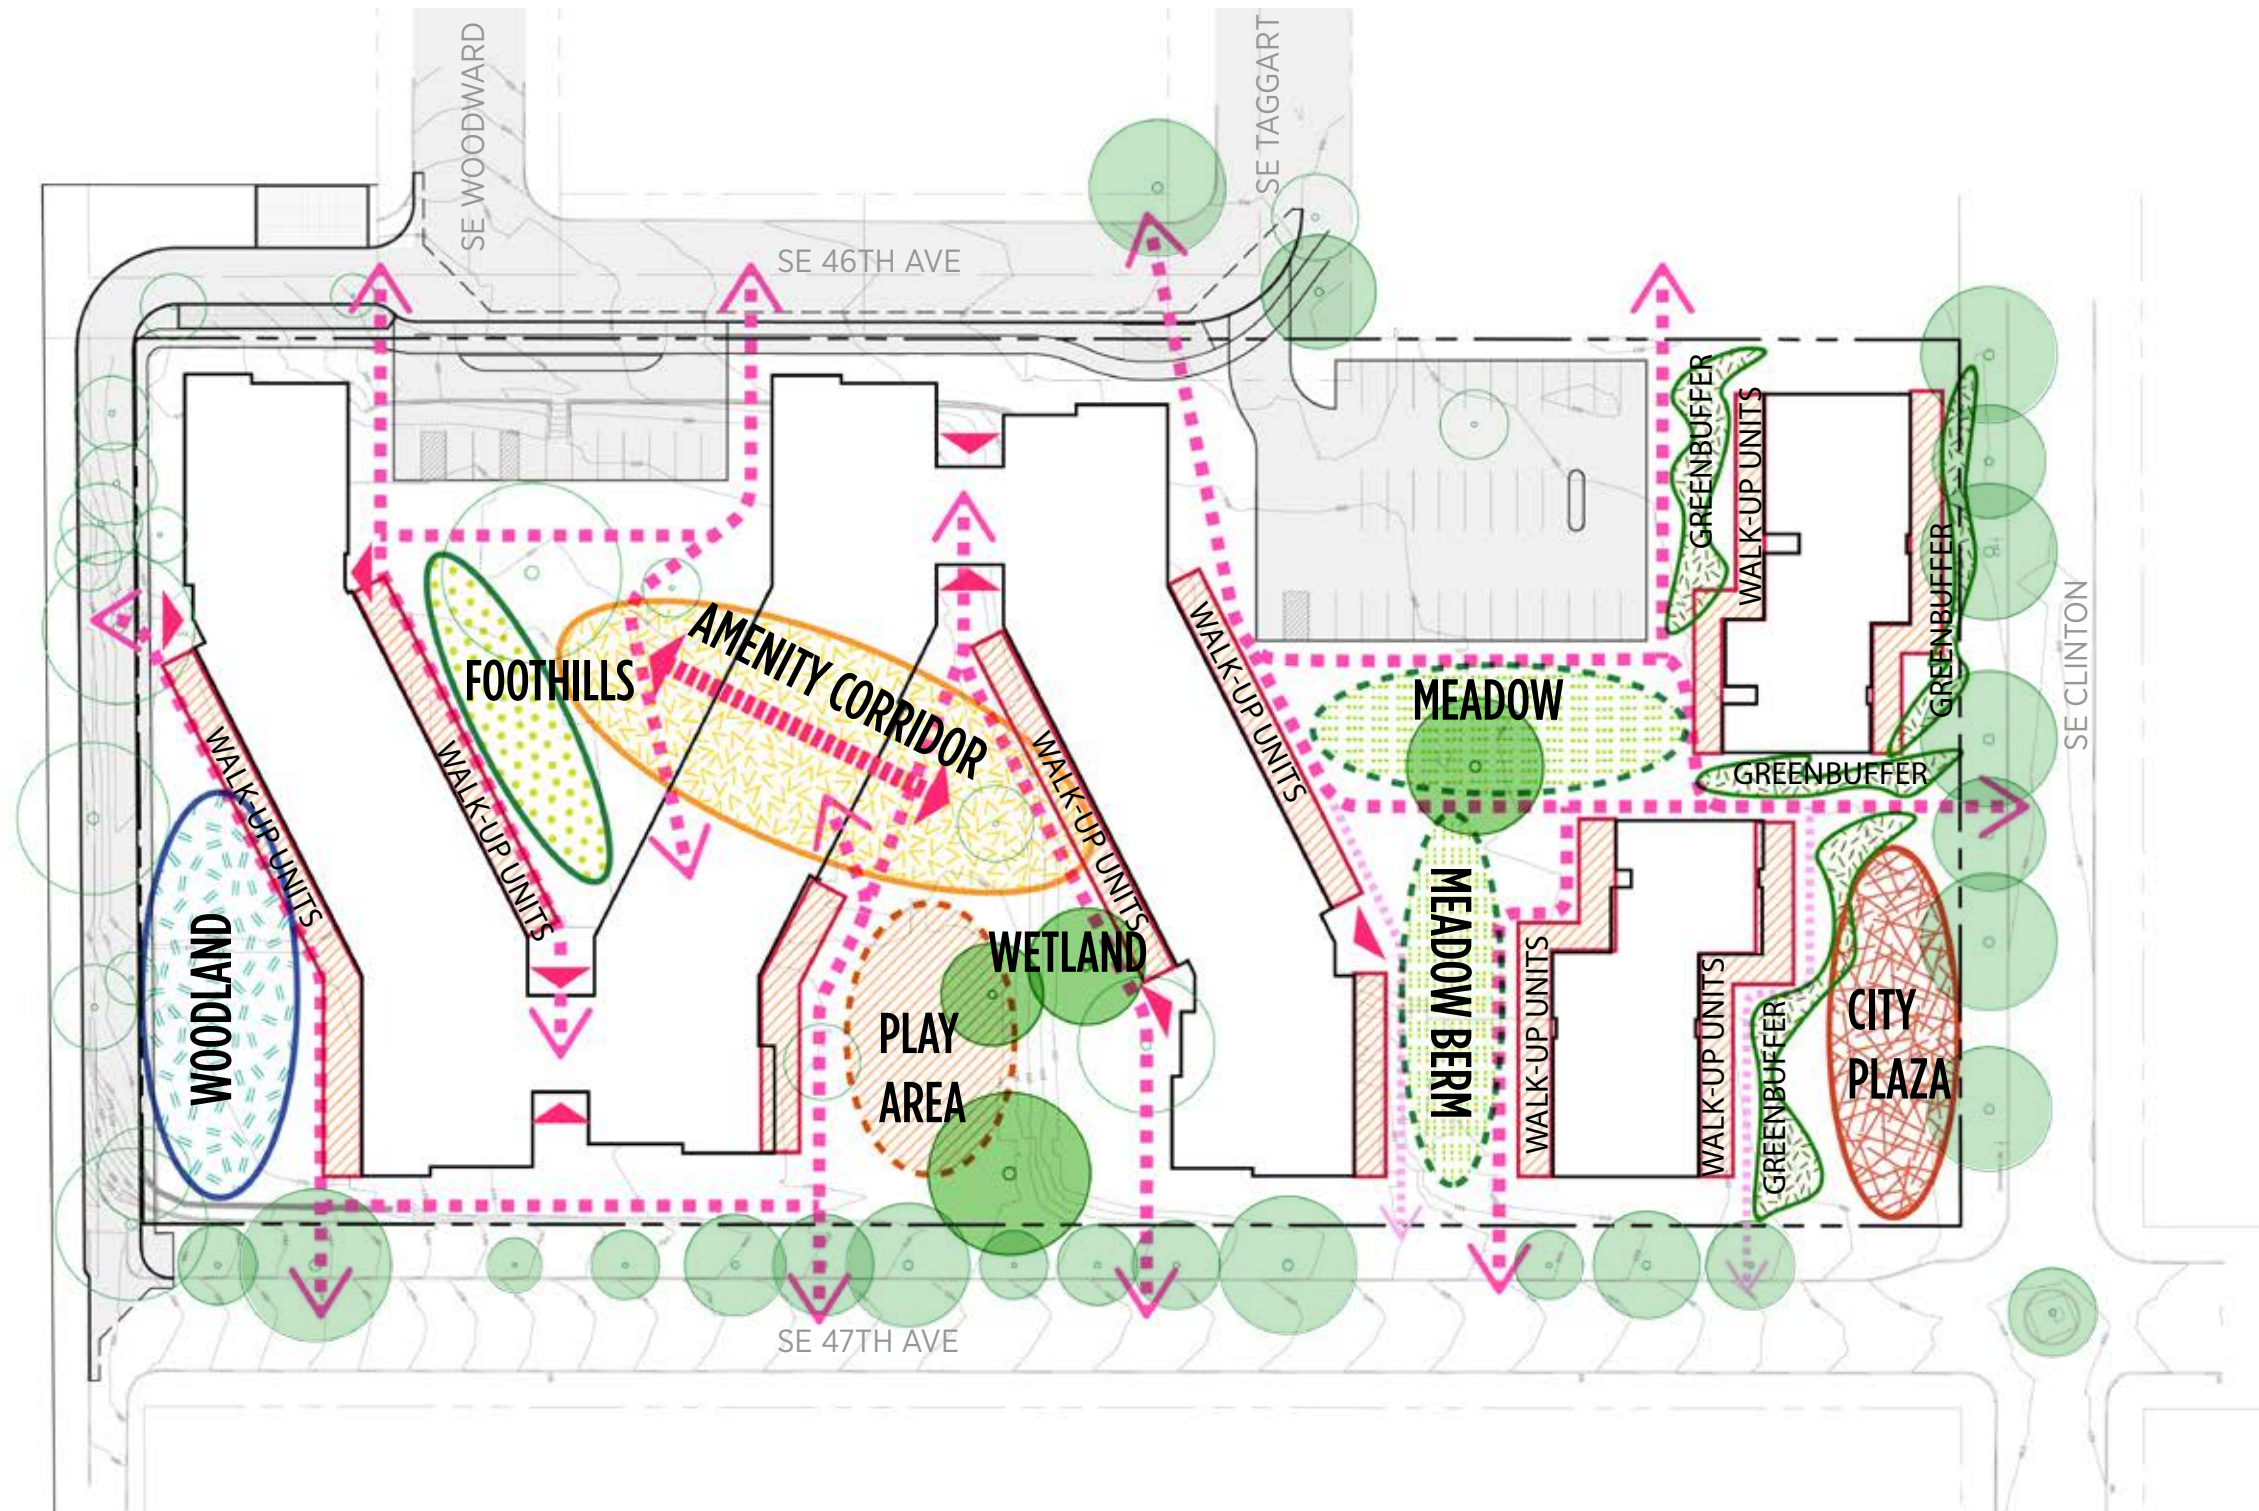 SE WOODWARD
SE TAGGART
SE 46TH AVE
GREENBUFFER
WALK-UP UNITS
GREENBUFFER
SE CLINTON
FOOTHILLS
AMENITY CORRIDOR
WALK-UP UNITS
MEADOW
WALK-UP UNITS
WALK-UP UNITS
WALK-UP UNITS
GREENBUFFER
WOODLAND
WETLAND
MEADOW BERM
WALK-UP UNITS
WALK-UP UNITS
GREENBUFFER
PLAY
AREA
CITY
PLAZA
SE 47TH AVE